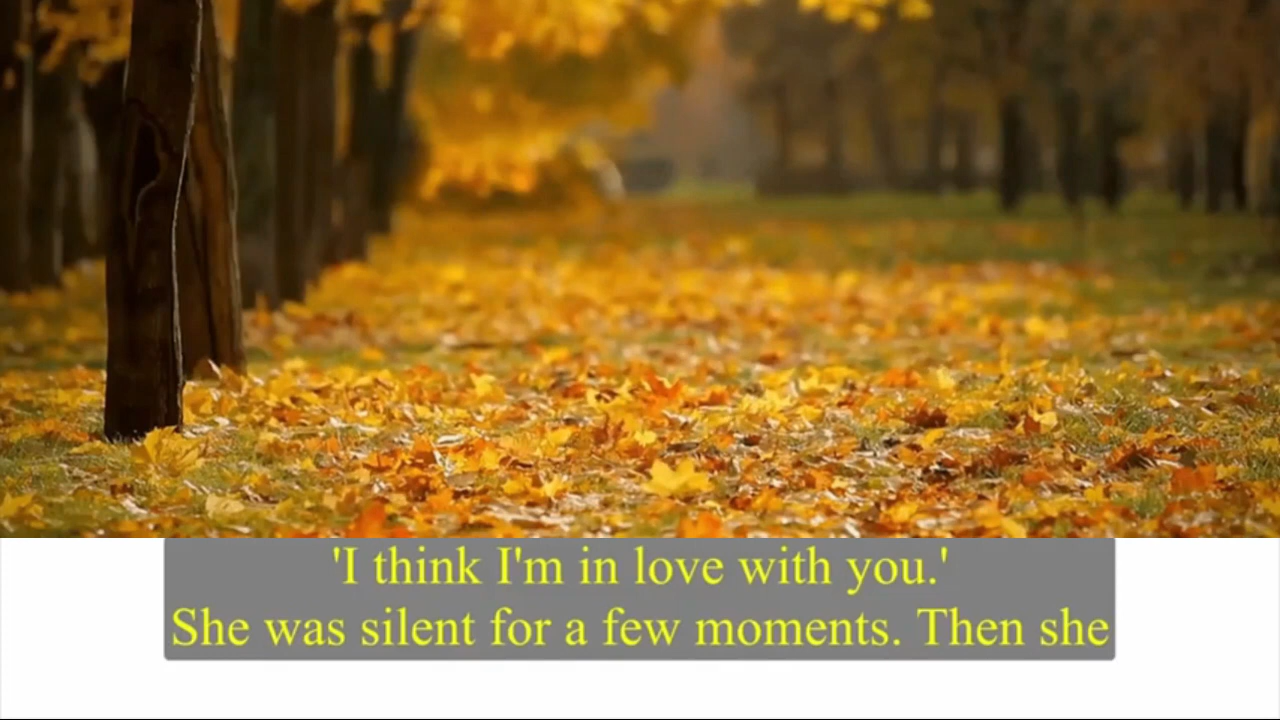 'I think I'm in love with you.'
She was silent for a few moments. Then she